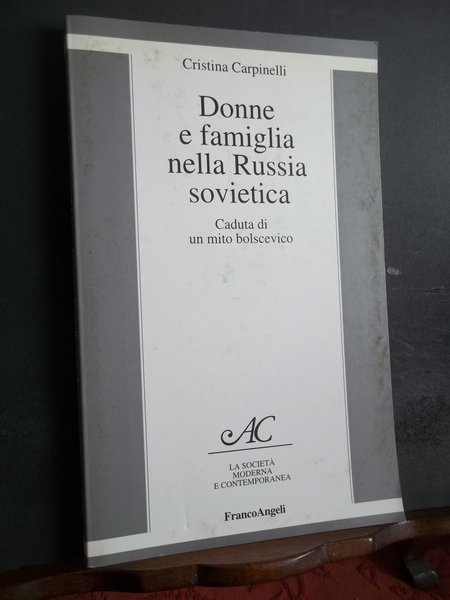 Cristina Carpinelli
Donne
e famiglia
nella Russia
sovietica
Caduta di
un mito bolscevico
AC
LA SOCIETÀ
MODERNA
E CONTEMPORANEA
FrancoAngeli